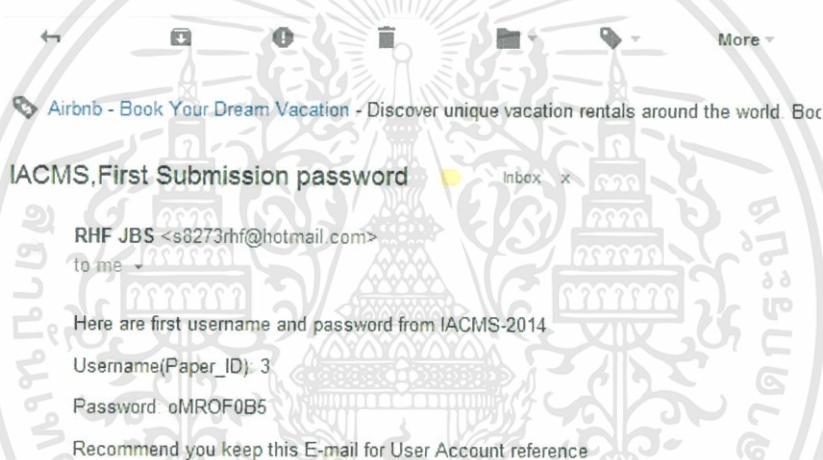 More
Airbnb - Book Your Dream Vacation - Discover unique vacation rentals around the world. Boo
IACMS,First Submission password Inbox x
RHF JBS <s8273rhf@hotmail.com>
to me
Here are first username and password from IACMS-2014
Username(Paper_ID): 3
Password: oMROF0B5
Recommend you keep this E-mail for User Account reference